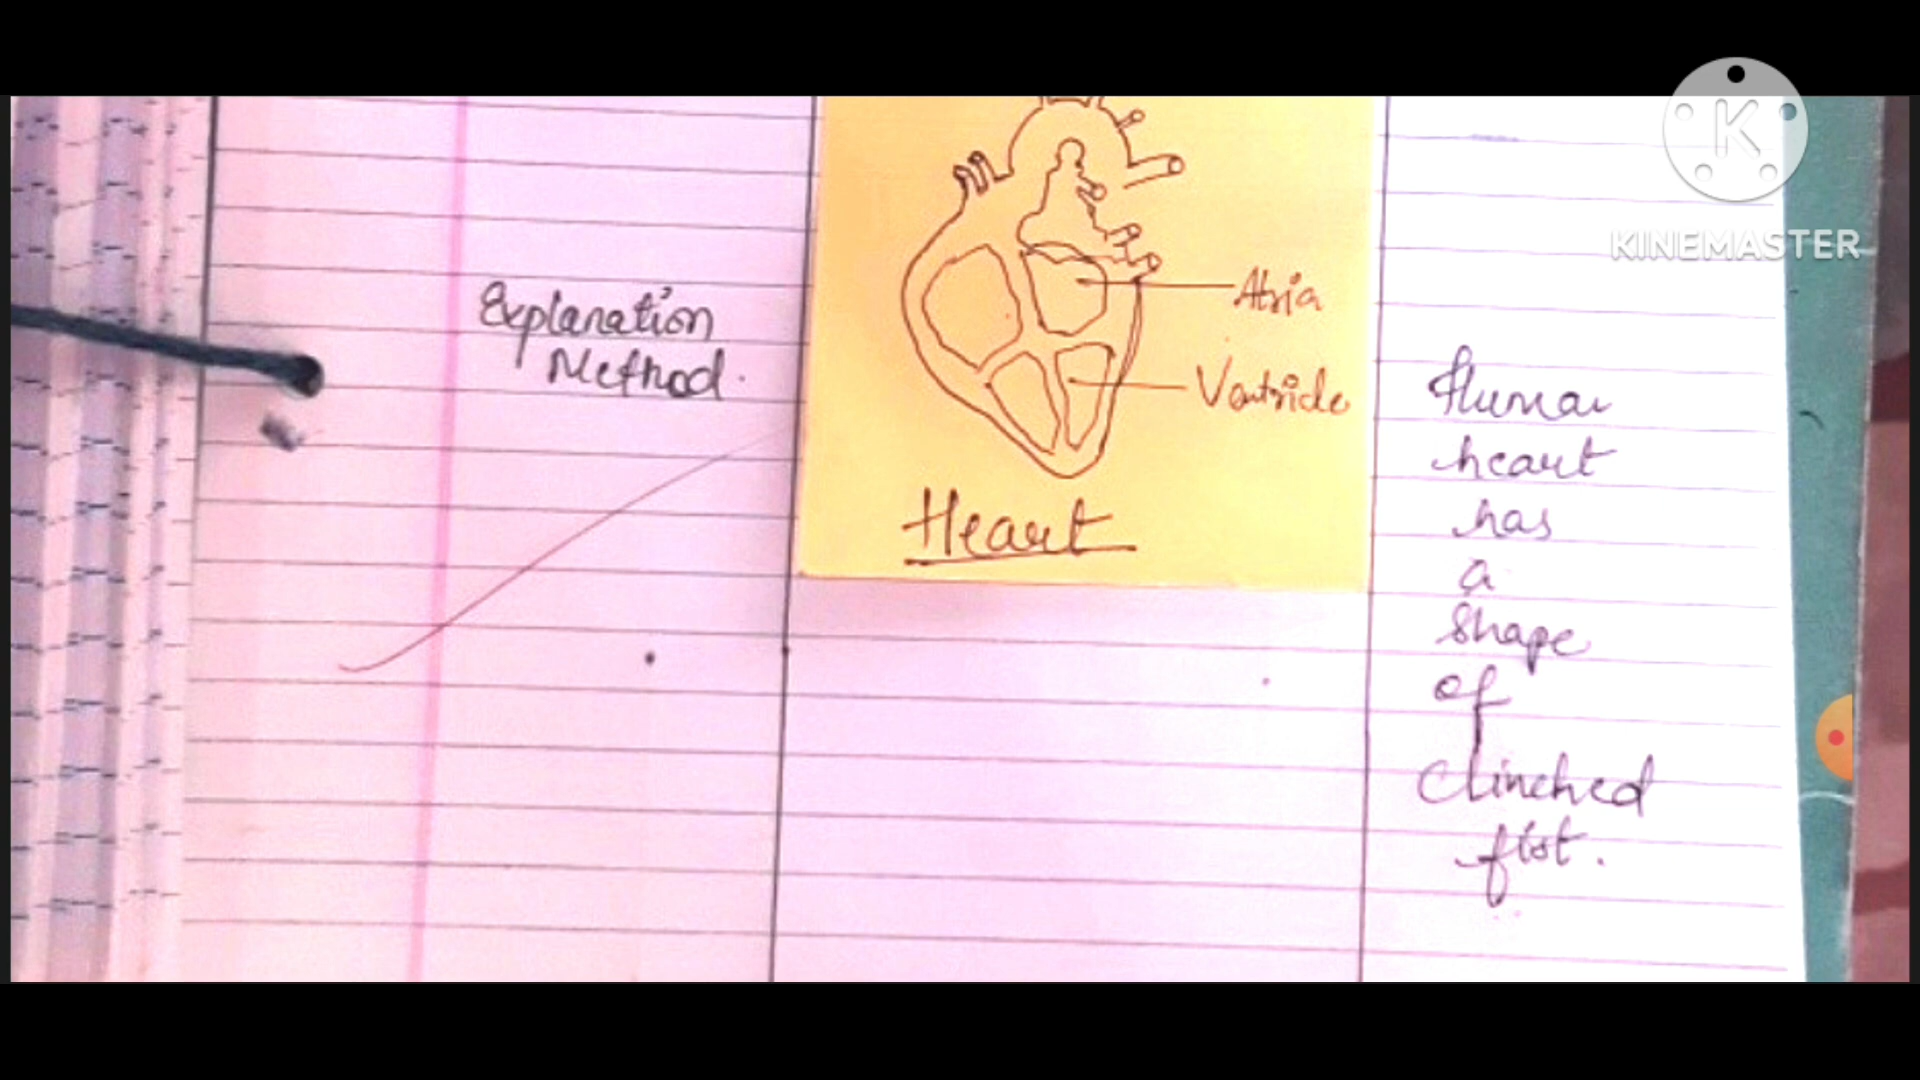 KINEMASTER
Explanation
Method.
Atria
Ventricle
Heart
Human
heart
has
a
shape
of
Clinched
fist.